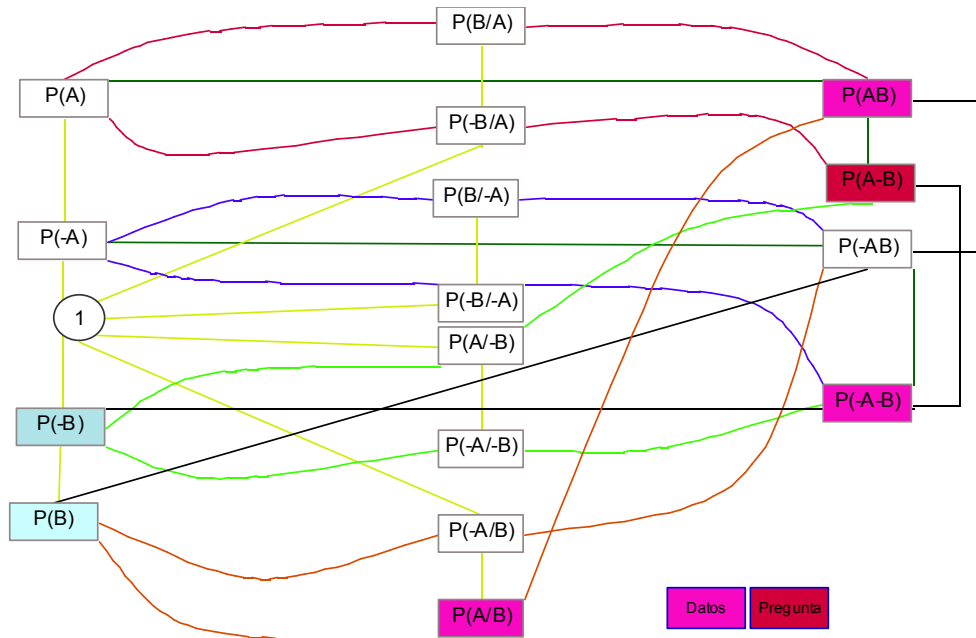 P(B/A)
P(A)
P(AB)
P(-B/A)
P(A-B)
P(B/-A)
P(-A)
P(-AB)
P(-B/-A)
1
P(A/-B)
P(-A-B)
P(-B)
P(-A/-B)
P(B)
P(-A/B)
P(A/B)
Datos
Pregunta